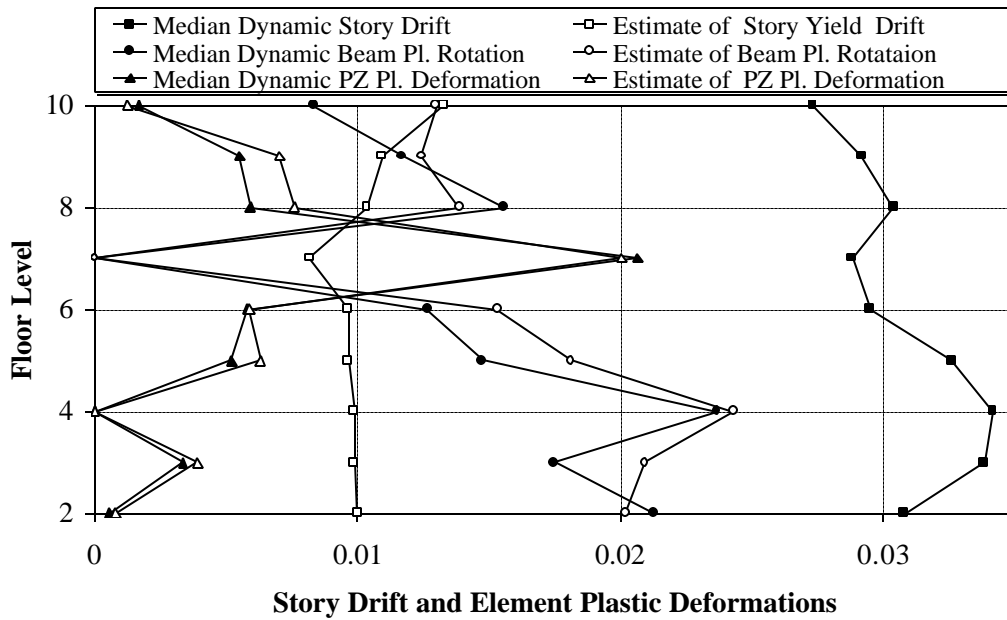 Median Dynamic Story Drift
Estimate of Story Yield Drift
Median Dynamic Beam Pl. Rotation
Estimate of Beam Pl. Rotataion
Median Dynamic PZ Pl. Deformation
Estimate of PZ Pl. Deformation
10
8
6
4
2
Floor Level
0
0.01
0.02
0.03
Story Drift and Element Plastic Deformations